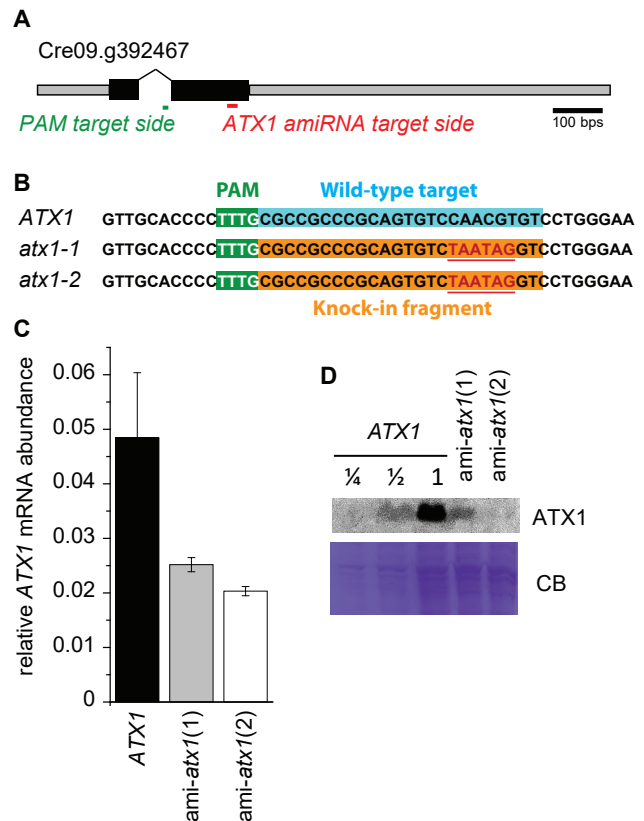 A
Cre09.g392467
PAM target side
ATX1 amiRNA target side
100 bps
B
PAM Wild-type target
ATX1 GTTGCACCCCTTTGCGCCGCCCGCAGTGTCCAACGTGTCCTGGGAA
atx1-1 GTTGCACCCCTTTGCGCCGCCCGCAGTGTCTAATAGGTCCTGGGAA
atx1-2 GTTGCACCCCTTTGCGCCGCCCGCAGTGTCTAATAGGTCCTGGGAA
Knock-in fragment
C
relative ATX1 mRNA abundance
0.06
0.05
0.04
0.03
0.02
0.01
0
ATX1
ami-atx1(1)
ami-atx1(2)
D
ATX1
¼ ½ 1
ami-atx1(1)
ami-atx1(2)
ATX1
CB